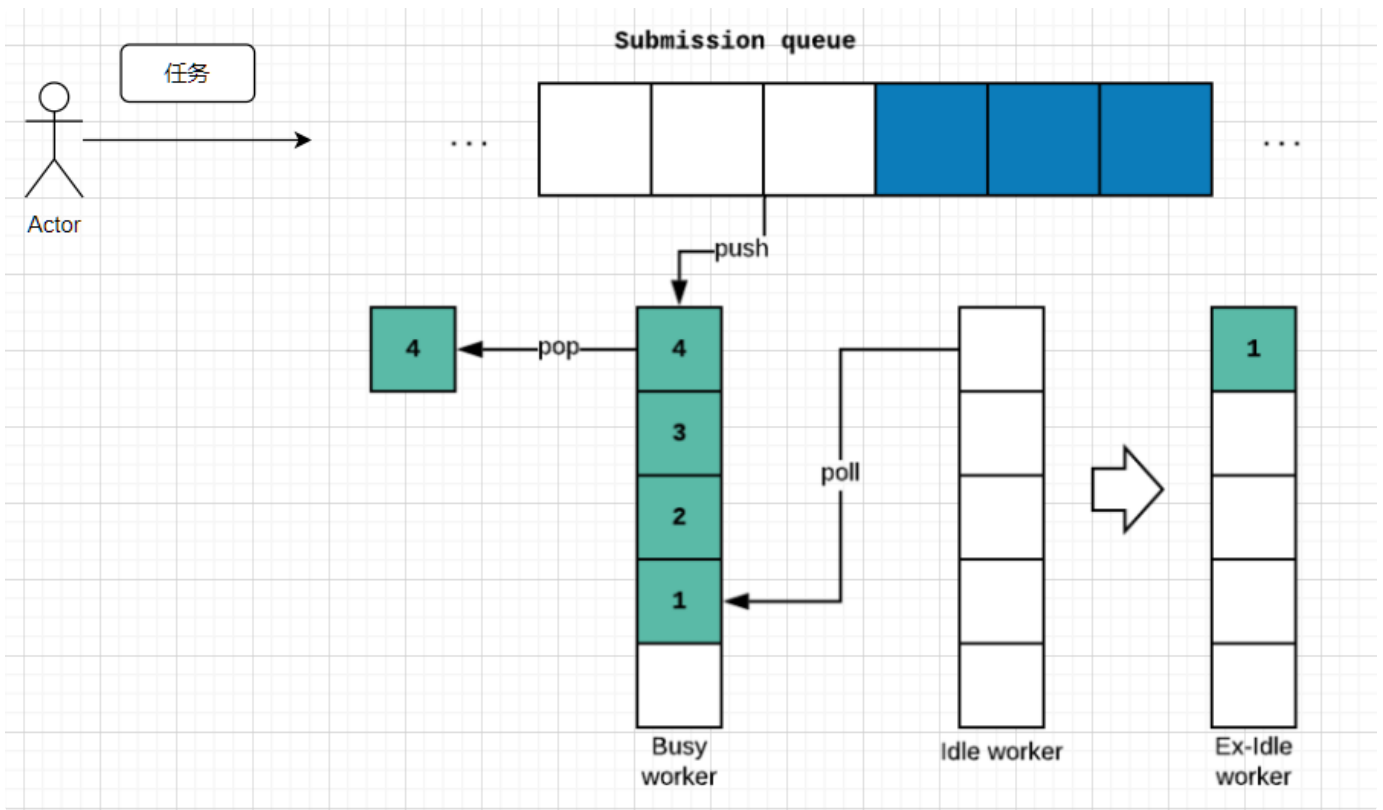 Submission queue
任务
...
...
Actor
push
4
pop
4
1
3
poll
2
1
Busy
worker
Idle worker
Ex-Idle
worker